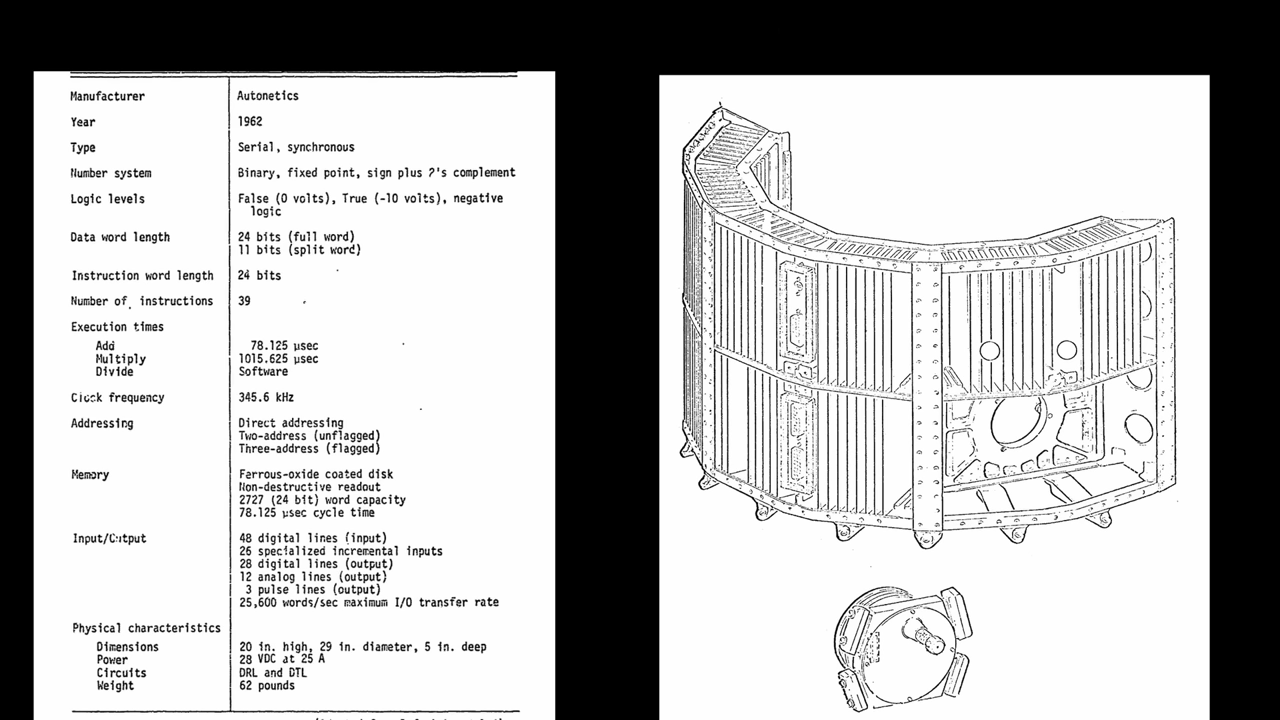 Manufacturer Autonetics
Year 1962
Type Serial, synchronous
Number system Binary, fixed point, sign plus 2's complement
Logic levels False (0 volts), True (-10 volts), negative
logic
Data word length 24 bits (full word)
11 bits (split word)
Instruction word length 24 bits
Number of instructions 39
Execution times
Add 78.125 µsec
Multiply 1015.625 µsec
Divide Software
Clock frequency 345.6 kHz
Addressing Direct addressing
Two-address (unflagged)
Three-address (flagged)
Memory Ferrous-oxide coated disk
Non-destructive readout
2727 (24 bit) word capacity
78.125 µsec cycle time
Input/Output 48 digital lines (input)
26 specialized incremental inputs
28 digital lines (output)
12 analog lines (output)
3 pulse lines (output)
25,600 words/sec maximum I/O transfer rate
Physical characteristics
Dimensions 20 in. high, 29 in. diameter, 5 in. deep
Power 28 VDC at 25 A
Circuits DRL and DTL
Weight 62 pounds